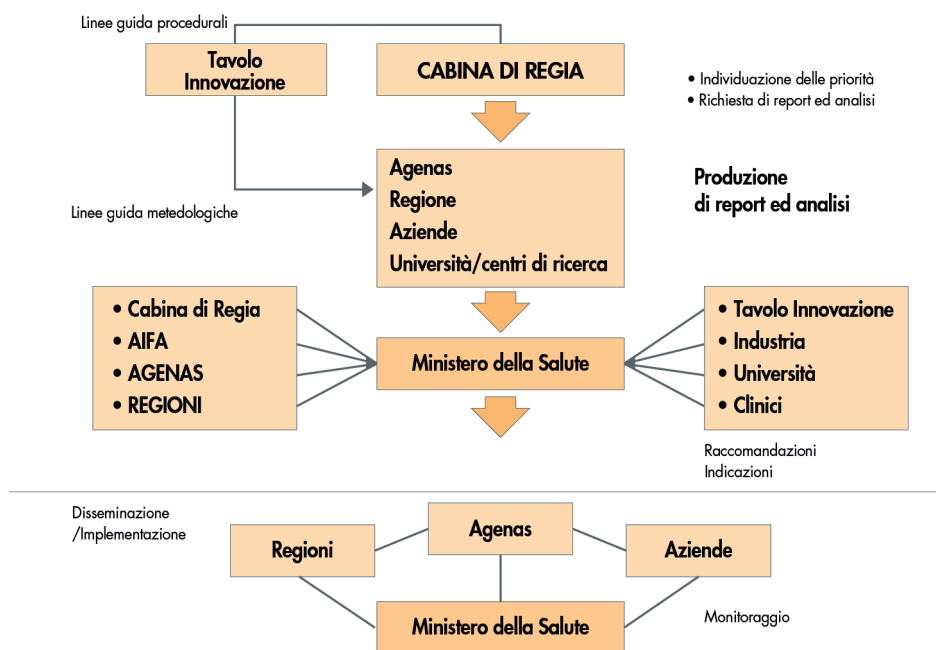 Linee guida procedurali
Tavolo
Innovazione
CABINA DI REGIA
• Individuazione delle priorità
• Richiesta di report ed analisi
Agenas
Regione
Aziende
Università/centri di ricerca
Produzione
di report ed analisi
Linee guida metedologiche
• Cabina di Regia
• AIFA
• AGENAS
• REGIONI
Ministero della Salute
• Tavolo Innovazione
• Industria
• Università
• Clinici
Raccomandazioni
Indicazioni
Disseminazione
/Implementazione
Regioni
Agenas
Aziende
Ministero della Salute
Monitoraggio